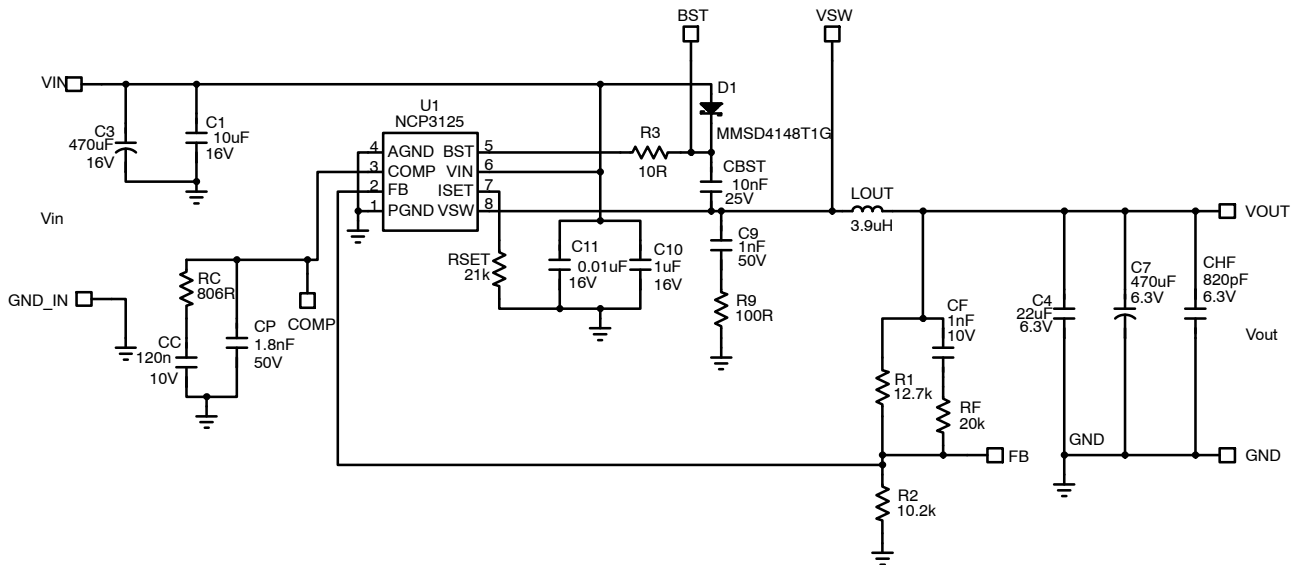 BST
VSW
VIN
D1
MMSD4148T1G
C3
470uF
16V
C1
10uF
16V
U1
NCP3125
4 AGND BST 5
3 COMP VIN 6
2 FB ISET 7
1 PGND VSW 8
R3
10R
CBST
10nF
25V
LOUT
3.9uH
VOUT
Vin
GND_IN
RC
806R
CC
120n
10V
CP
1.8nF
50V
COMP
RSET
21k
C11
0.01uF
16V
C10
1uF
16V
C9
1nF
50V
R9
100R
CF
1nF
10V
R1
12.7k
RF
20k
FB
R2
10.2k
C4
22uF
6.3V
C7
470uF
6.3V
CHF
820pF
6.3V
Vout
GND
GND